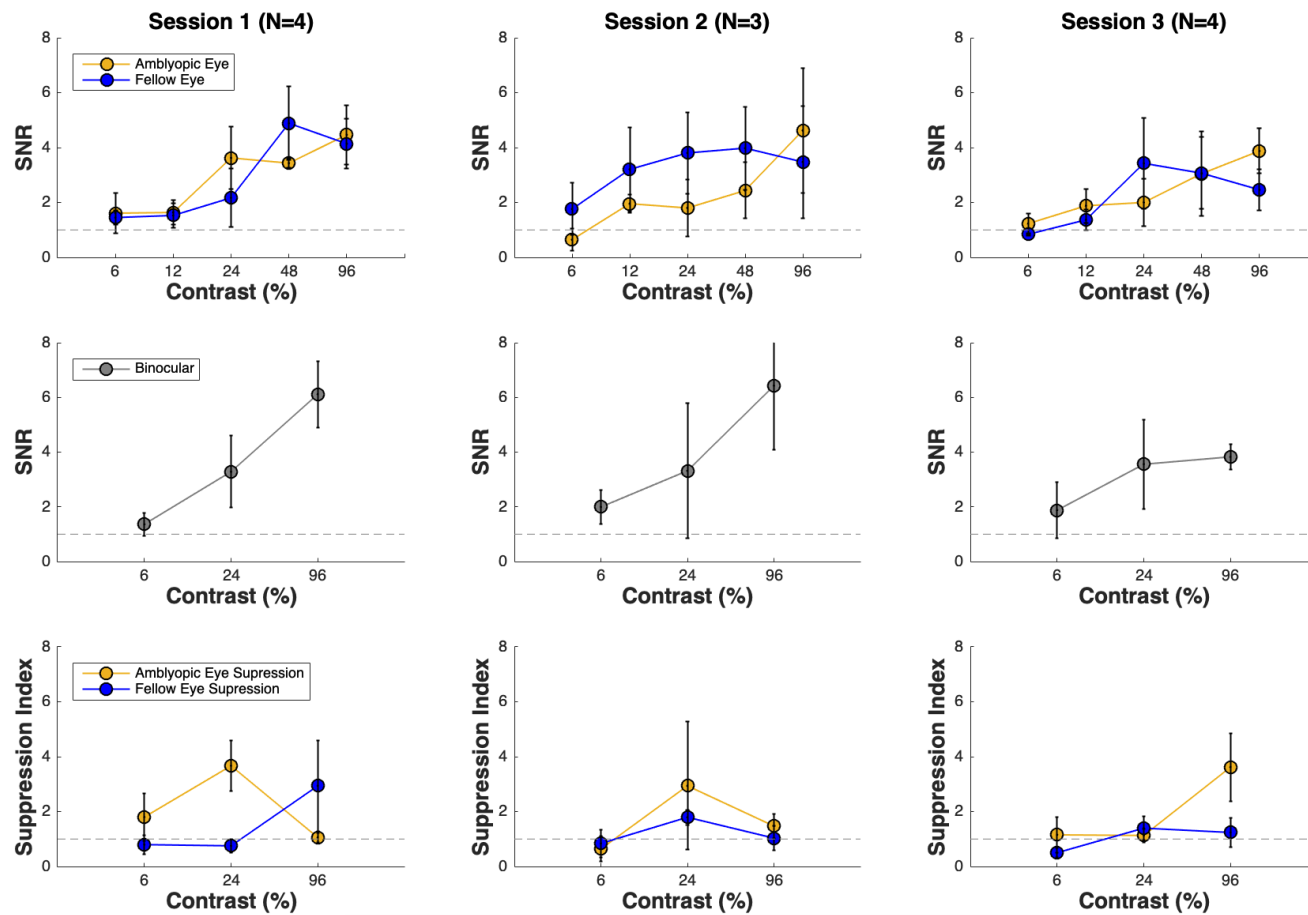 Session 1 (N=4)
8
6
4
2
0
SNR
Amblyopic Eye
Fellow Eye
6 12 24 48 96
Contrast (%)
Session 2 (N=3)
8
6
4
2
0
SNR
6 12 24 48 96
Contrast (%)
Session 3 (N=4)
8
6
4
2
0
SNR
6 12 24 48 96
Contrast (%)
8
6
4
2
0
SNR
Binocular
6 24 96
Contrast (%)
8
6
4
2
0
SNR
6 24 96
Contrast (%)
8
6
4
2
0
SNR
6 24 96
Contrast (%)
8
6
4
2
0
Suppression Index
Amblyopic Eye Supression
Fellow Eye Supression
6 24 96
Contrast (%)
8
6
4
2
0
Suppression Index
6 24 96
Contrast (%)
8
6
4
2
0
Suppression Index
6 24 96
Contrast (%)